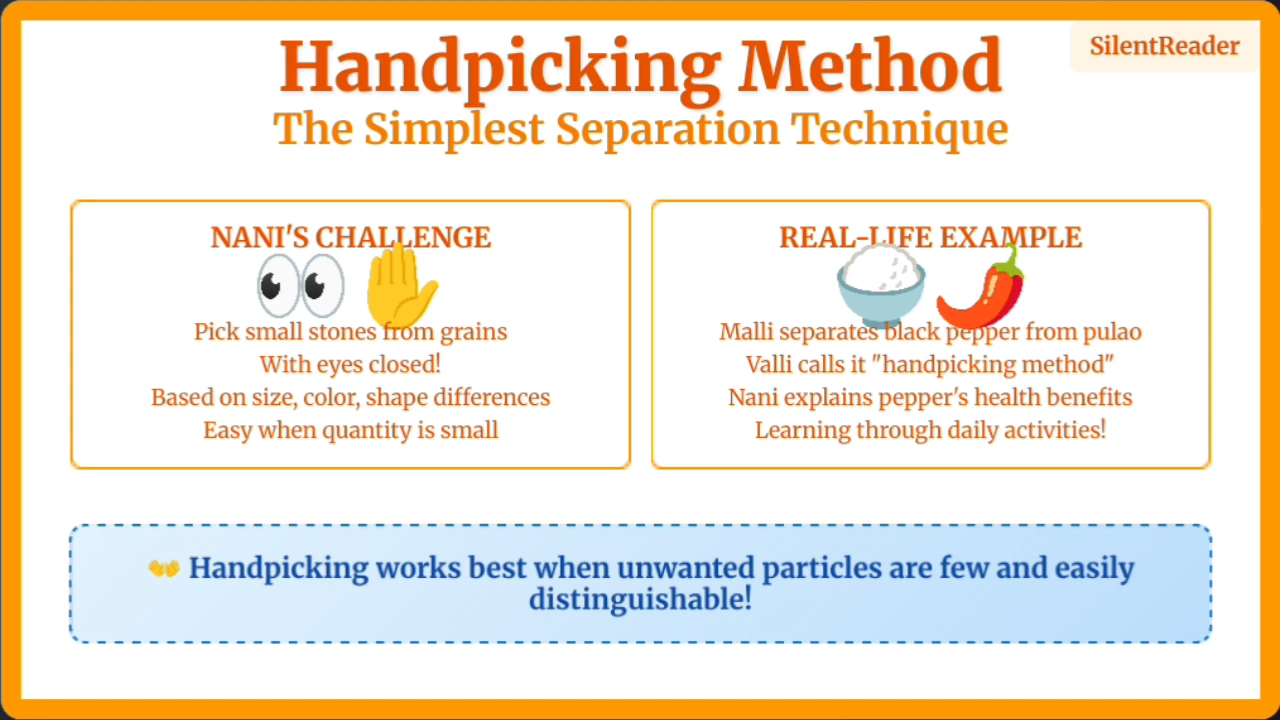 SilentReader
Handpicking Method
The Simplest Separation Technique
NANI'S CHALLENGE
Pick small stones from grains
With eyes closed!
Based on size, color, shape differences
Easy when quantity is small
REAL-LIFE EXAMPLE
Malli separates black pepper from pulao
Valli calls it "handpicking method"
Nani explains pepper's health benefits
Learning through daily activities!
👐 Handpicking works best when unwanted particles are few and easily
distinguishable!